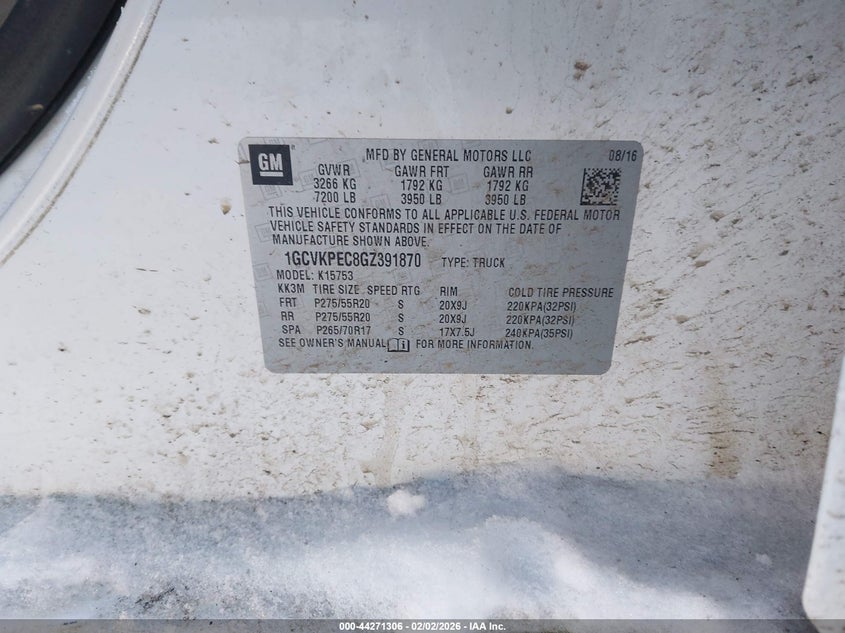 GM
MFD BY GENERAL MOTORS LLC 08/16
GVWR GAWR FRT GAWR RR
3266 KG 1792 KG 1792 KG
7200 LB 3950 LB 3950 LB
THIS VEHICLE CONFORMS TO ALL APPLICABLE U.S. FEDERAL MOTOR
VEHICLE SAFETY STANDARDS IN EFFECT ON THE DATE OF
MANUFACTURE SHOWN ABOVE.
1GCVKPEC8GZ391870 TYPE: TRUCK
MODEL: K15753
KK3M TIRE SIZE SPEED RTG RIM COLD TIRE PRESSURE
FRT P275/55R20 S 20X9J 220KPA(32PSI)
RR P275/55R20 S 20X9J 220KPA(32PSI)
SPA P265/70R17 S 17X7.5J 240KPA(35PSI)
SEE OWNER'S MANUAL FOR MORE INFORMATION.
000-44271306 - 02/02/2026 - IAA Inc.